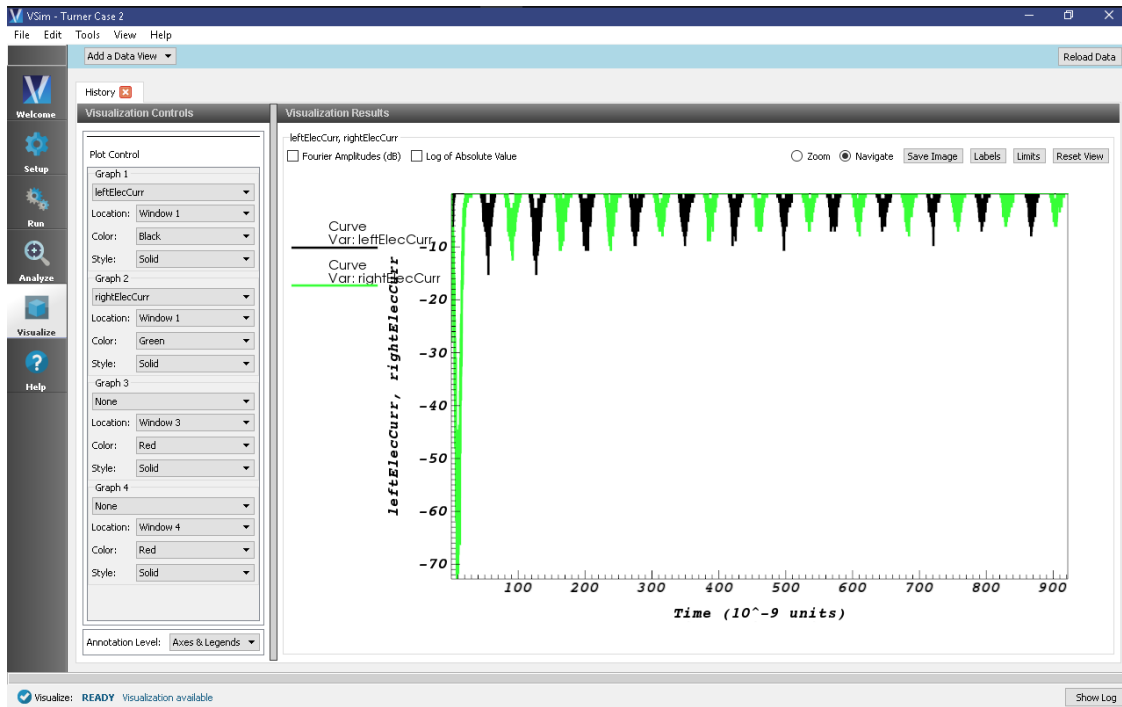 VSim - Turner Case 2
File Edit Tools View Help
Add a Data View
Reload Data
Welcome
Setup
Run
Analyze
Visualize
Help
History
Visualization Controls
Plot Control
Graph 1
leftElecCurr
Location: Window 1
Color: Black
Style: Solid
Graph 2
rightElecCurr
Location: Window 1
Color: Green
Style: Solid
Graph 3
None
Location: Window 3
Color: Red
Style: Solid
Graph 4
None
Location: Window 4
Color: Red
Style: Solid
Annotation Level: Axes & Legends
Visualization Results
leftElecCurr, rightElecCurr
Fourier Amplitudes (dB) Log of Absolute Value
Zoom Navigate Save Image Labels Limits Reset View
Curve
Var: leftElecCurr
Curve
Var: rightElecCurr
leftElecCurr, rightElecCurr
-10
-20
-30
-40
-50
-60
-70
100 200 300 400 500 600 700 800 900
Time (10^-9 units)
Visualize: READY Visualization available
Show Log